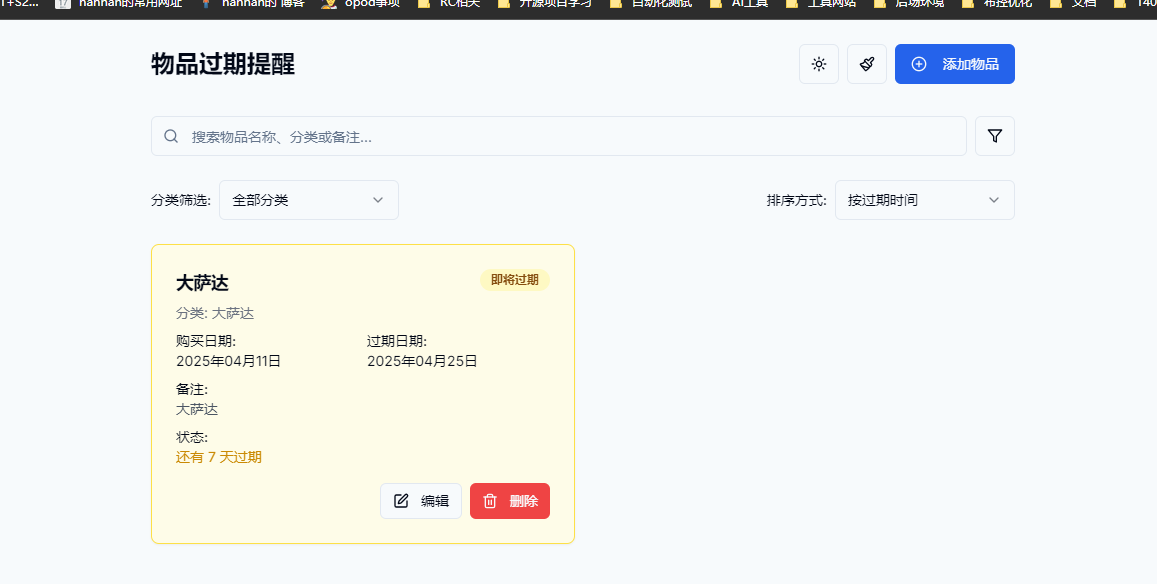 hanhan的常用网址
hanhan的 博客
opod事项
RC相关
开源项目学习
自动化测试
AI工具
工具网站
后场环境
布控优化
文档
物品过期提醒
添加物品
搜索物品名称、分类或备注...
分类筛选: 全部分类
排序方式: 按过期时间
大萨达
即将过期
分类: 大萨达
购买日期: 过期日期:
2025年04月11日 2025年04月25日
备注:
大萨达
状态:
还有 7 天过期
编辑 删除